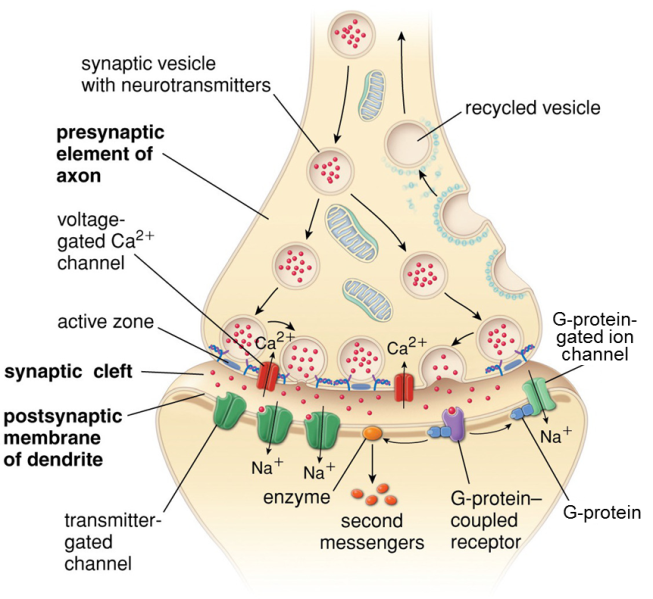 synaptic vesicle
with neurotransmitters
recycled vesicle
presynaptic
element of
axon
voltage-
gated Ca2+
channel
active zone
Ca2+
Ca2+
G-protein-
gated ion
channel
synaptic cleft
postsynaptic
membrane
of dendrite
Na+
Na+
Na+
enzyme
second
messengers
G-protein–
coupled
receptor
G-protein
transmitter-
gated
channel